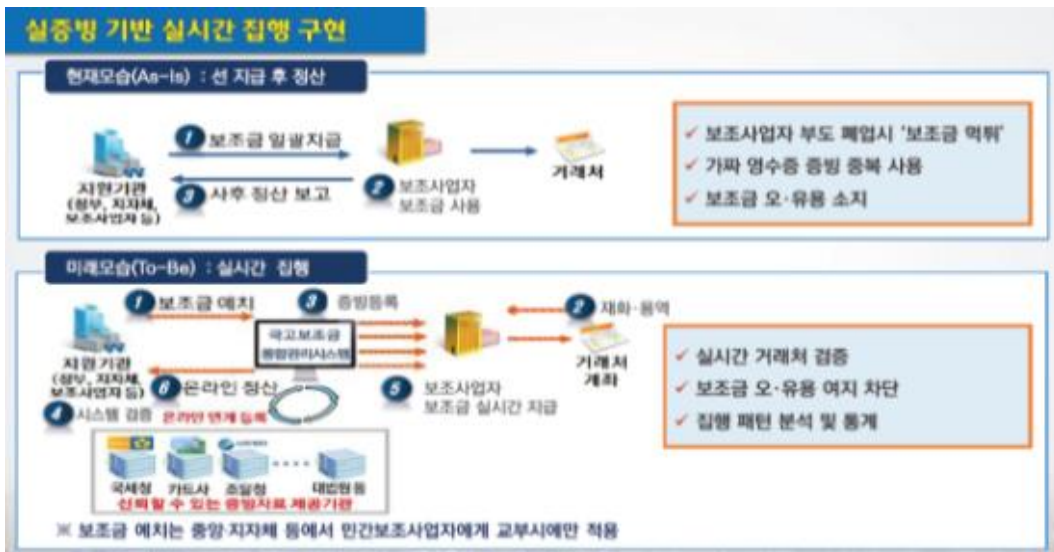 실증빙 기반 실시간 집행 구현
현재모습(As-Is) : 선 지급 후 정산
1 보조금 일괄지급
지원기관
(정부, 지자체,
보조사업자 등)
3 사후 정산 보고
2 보조사업자
보조금 사용
거래처
✓ 보조사업자 부도 폐업시 '보조금 먹튀'
✓ 가짜 영수증 증빙 중복 사용
✓ 보조금 오·유용 소지
미래모습(To-Be) : 실시간 집행
1 보조금 예치
3 증빙등록
2 재화·용역
국고보조금
통합관리시스템
지원기관
(정부, 지자체,
보조사업자 등)
6 온라인 정산
4 시스템 검증
온라인 연계 등록
5 보조사업자
보조금 실시간 지급
거래처
계좌
✓ 실시간 거래처 검증
✓ 보조금 오·유용 여지 차단
✓ 집행 패턴 분석 및 통계
국세청 카드사 조달청 대법원등
신뢰할 수 있는 증빙자료 제공기관
※ 보조금 예치는 중앙·지자체 등에서 민간보조사업자에게 교부시에만 적용